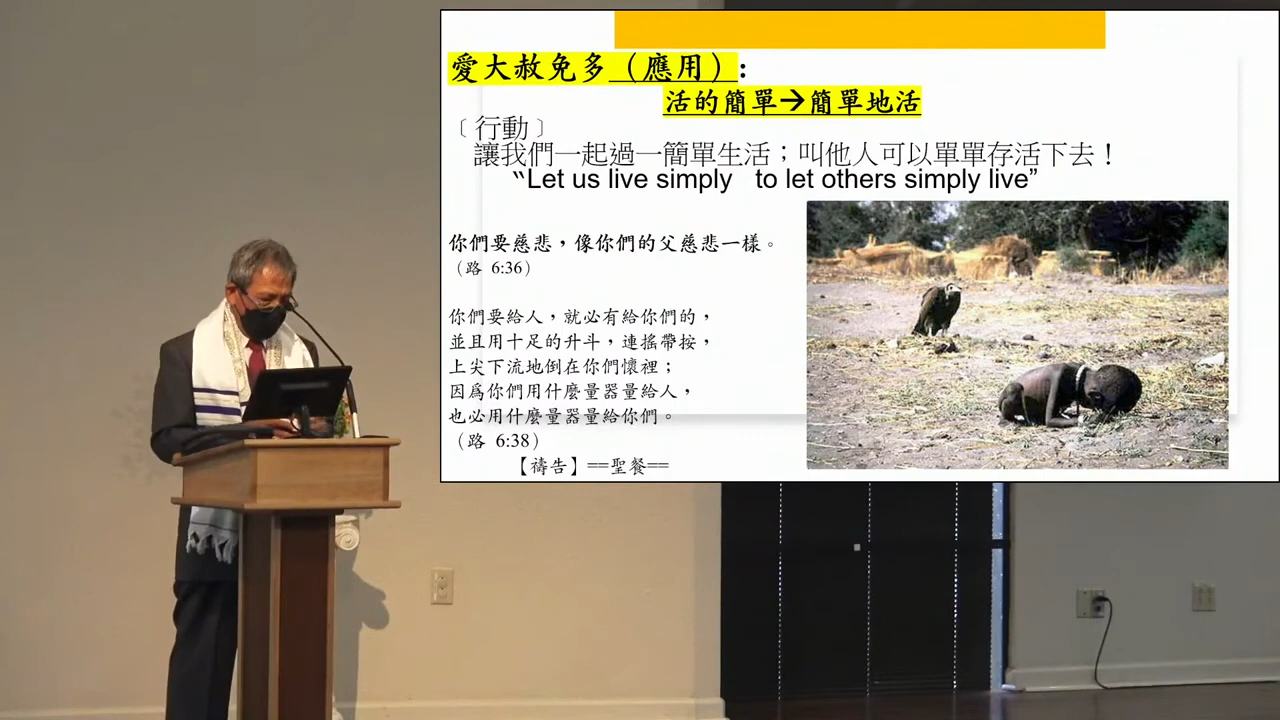 愛大赦免多（應用）:
活的簡單→簡單地活
﹝行動﹞
讓我們一起過一簡單生活；叫他人可以單單存活下去！
“Let us live simply to let others simply live”
你們要慈悲，像你們的父慈悲一樣。
（路 6:36）
你們要給人，就必有給你們的，
並且用十足的升斗，連搖帶按，
上尖下流地倒在你們懷裡；
因爲你們用什麼量器量給人，
也必用什麼量器量給你們。
（路 6:38）
【禱告】==聖餐==